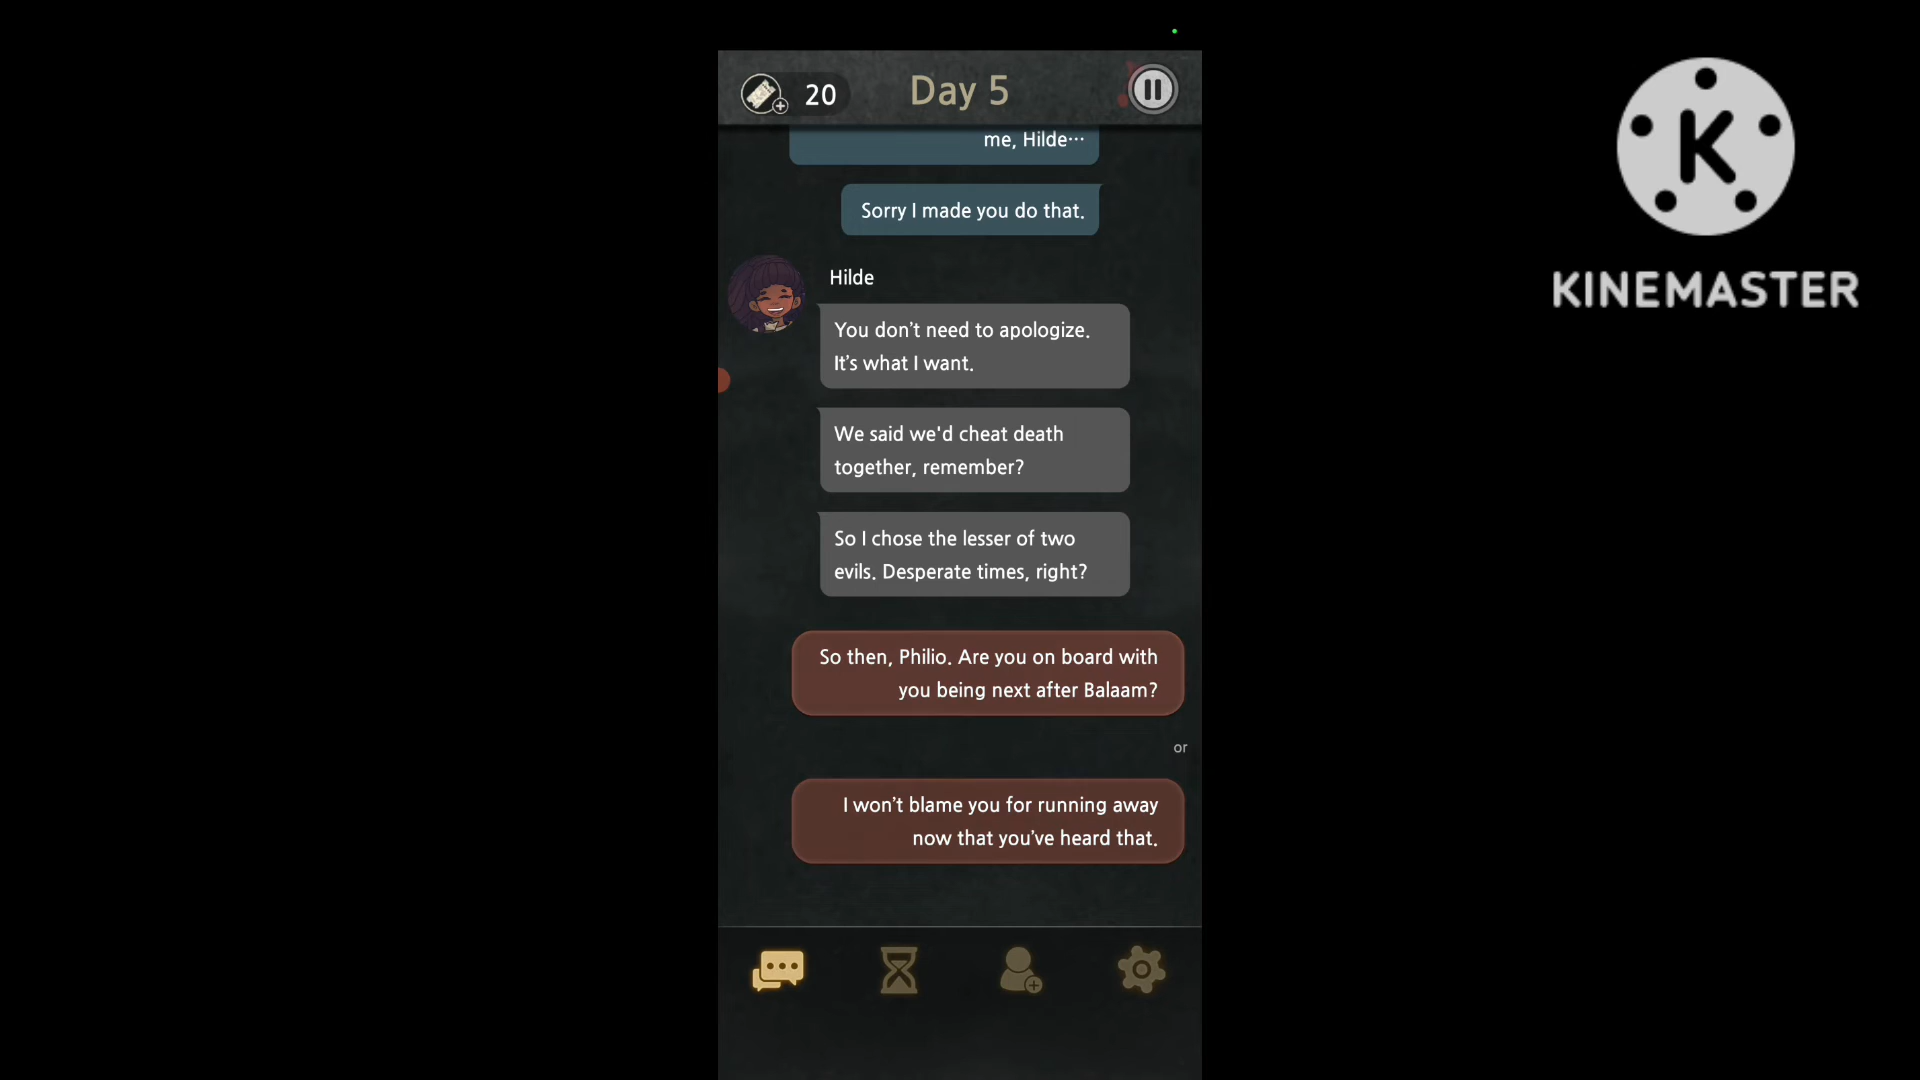 20
Day 5
me, Hilde…
Sorry I made you do that.
Hilde
You don't need to apologize.
It's what I want.
We said we'd cheat death
together, remember?
So I chose the lesser of two
evils. Desperate times, right?
So then, Philio. Are you on board with
you being next after Balaam?
or
I won't blame you for running away
now that you've heard that.
K
KINEMASTER